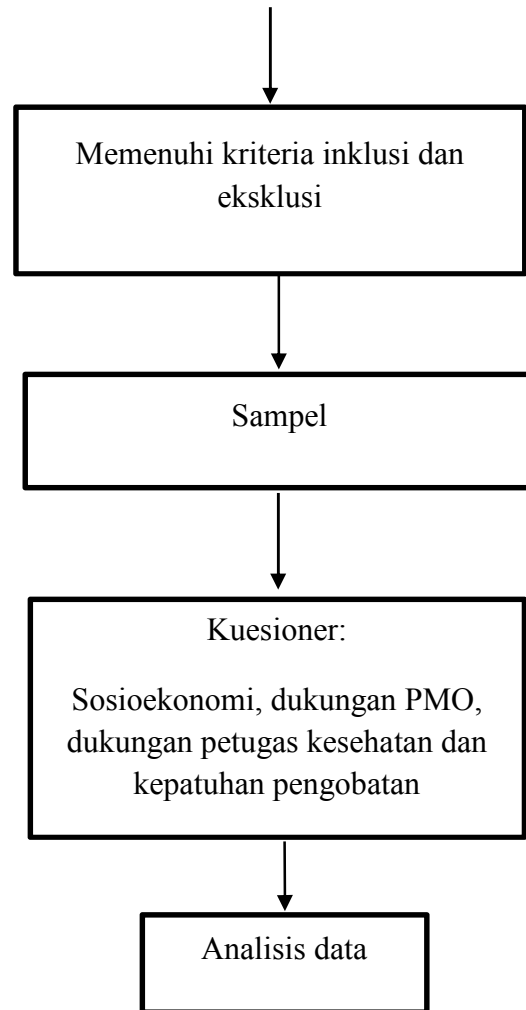 Memenuhi kriteria inklusi dan
eksklusi
Sampel
Kuesioner:
Sosioekonomi, dukungan PMO,
dukungan petugas kesehatan dan
kepatuhan pengobatan
Analisis data